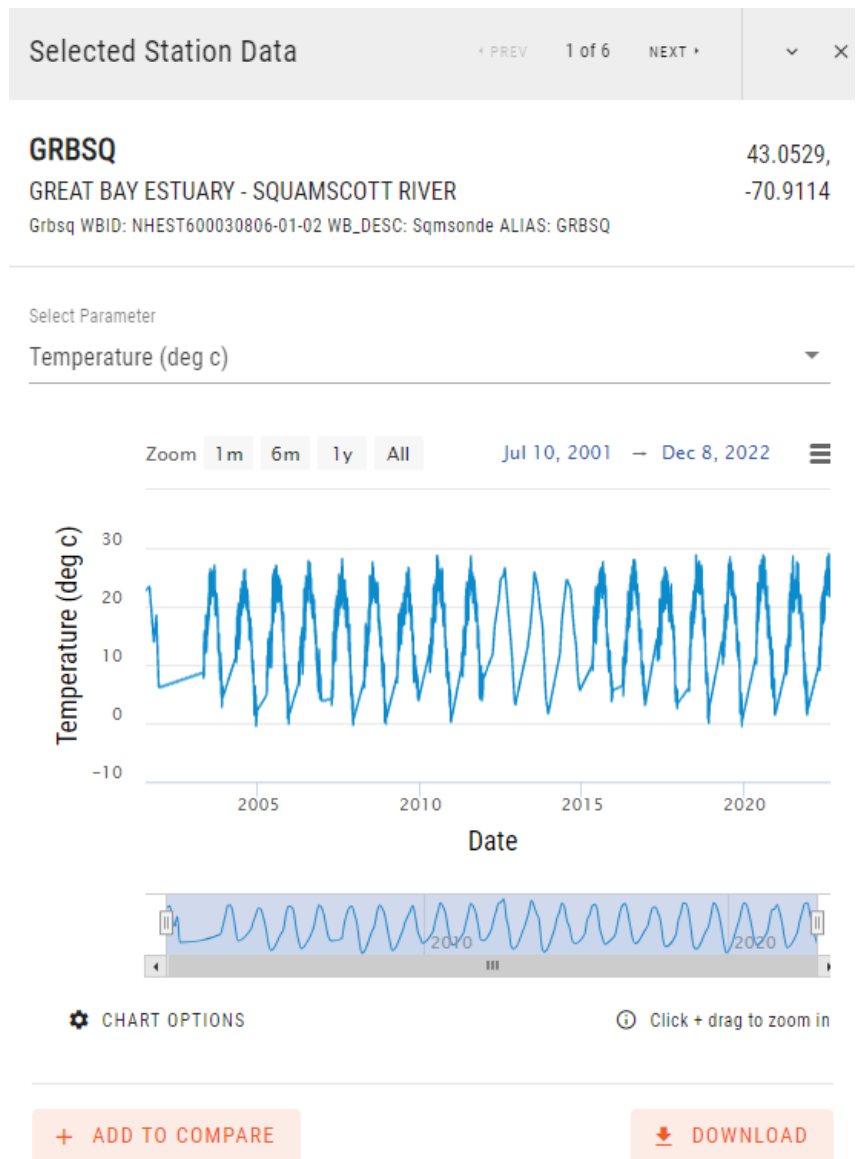 Selected Station Data PREV 1 of 6 NEXT
GRBSQ 43.0529,
GREAT BAY ESTUARY - SQUAMSCOTT RIVER -70.9114
Grbsq WBID: NHEST600030806-01-02 WB_DESC: Sqmsonde ALIAS: GRBSQ
Select Parameter
Temperature (deg c)
Zoom 1m 6m 1y All Jul 10, 2001 → Dec 8, 2022
Temperature (deg c)
30
20
10
0
-10
2005 2010 2015 2020
Date
2010 2020
CHART OPTIONS Click + drag to zoom in
+ ADD TO COMPARE DOWNLOAD